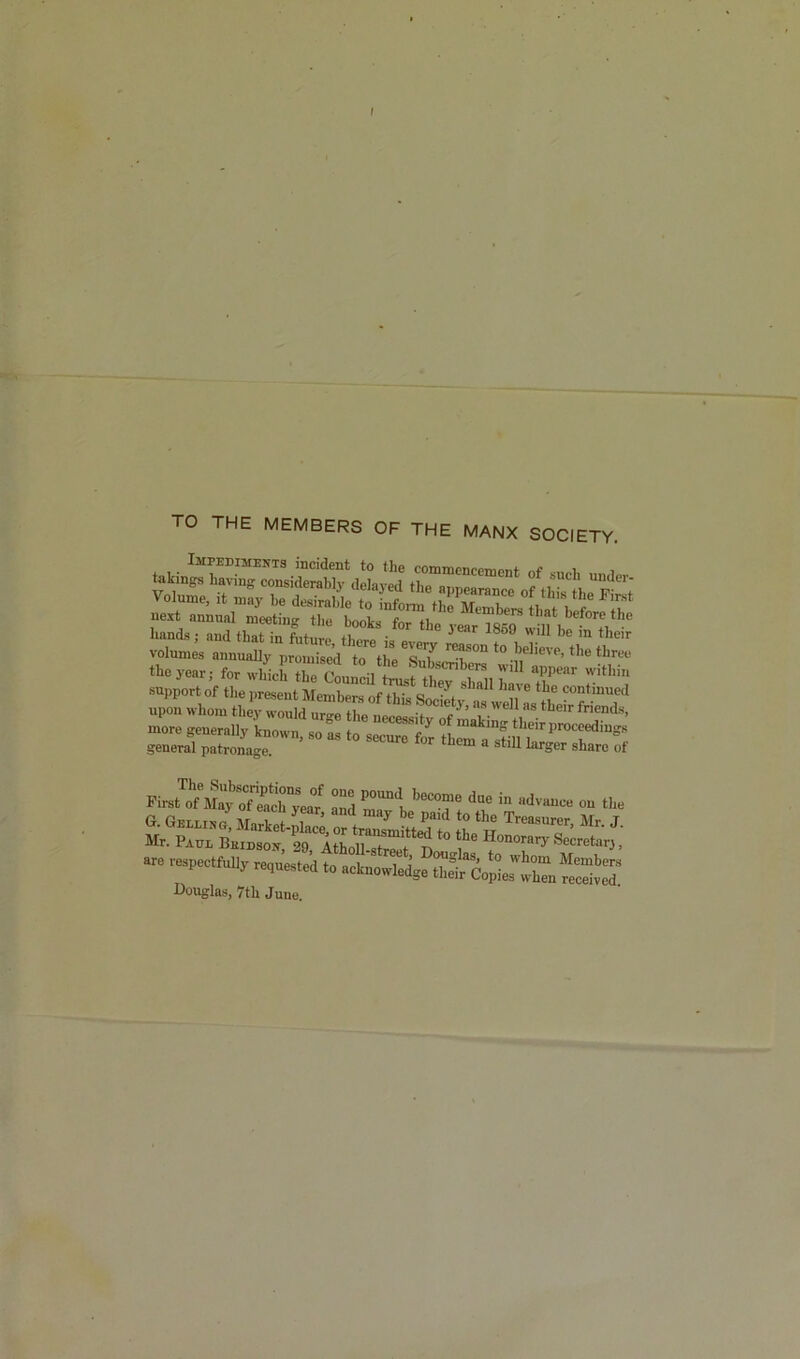 TO THE MEMBERS OF THE MANX SOCIETY.
IMPEDIMENTS incident to the commencement of such under-
takings having considerably delayed the appearance of this the First
Volume, it may be desirable to inform the Members that before the
next annual meeting the books for the year 1859 will be in their
hands; and that in future, there is every reason to believe, the three
volumes annually promised to the Subscribers will appear within
the year; for which the Council trust they shall have the continued
support of the present Members of this Society, as well as their friends,
upon whom they would urge the necessity of making their proceedings
more generally known, so as to secure for them a still larger share of
general patronage.
The Subscriptions of one pound become due in advance on the
First of May of each year, and may be paid to the Treasurer, Mr. J.
G. GELLING, Market-place, or transmitted to the Honorary Secretary,
Mr. PAUL BRIDSON, 29, Atholl-street, Douglas, to whom Members
are respectfully requested to acknowledge their Copies when received.
Douglas, 7th June.